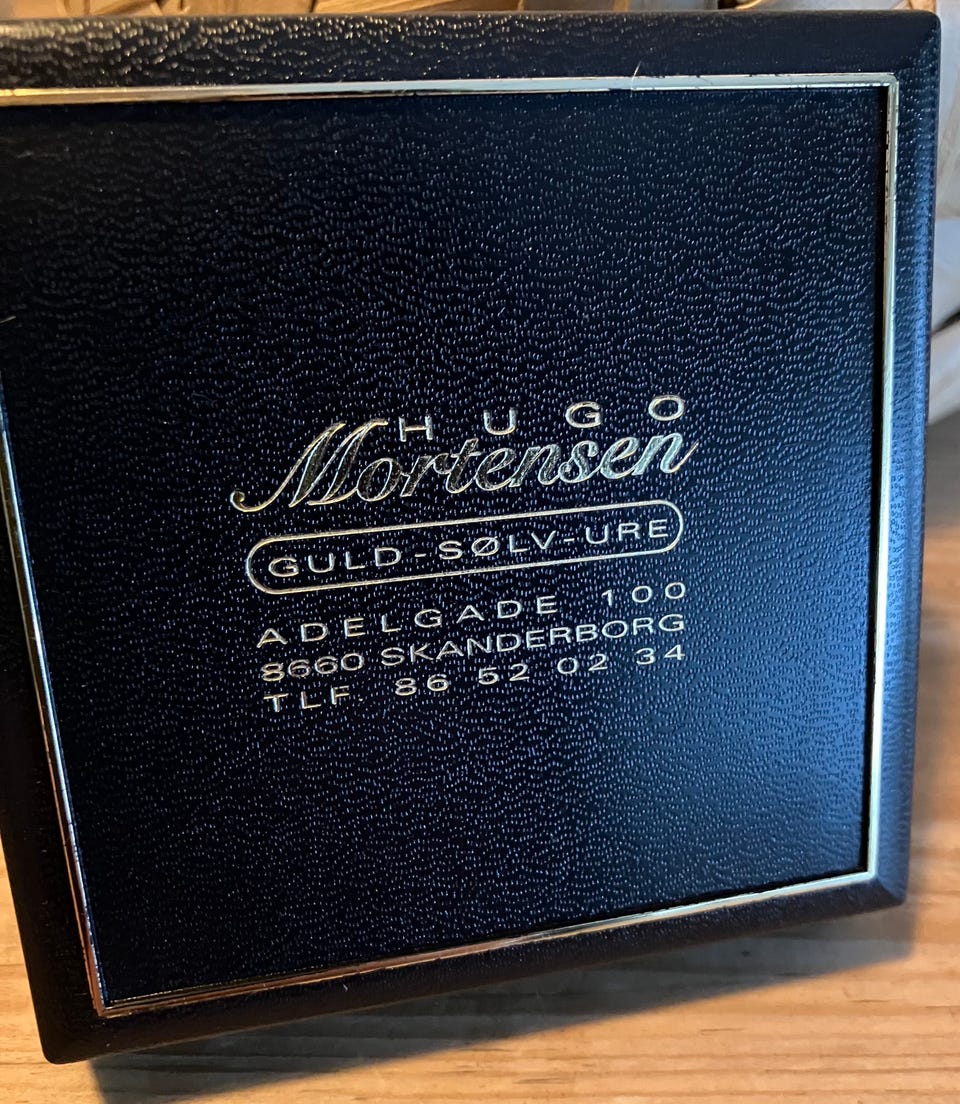 HUGO
Mortensen
GULD-SØLV-URE
ADELGADE 100
8660 SKANDERBORG
TLF. 86 52 02 34